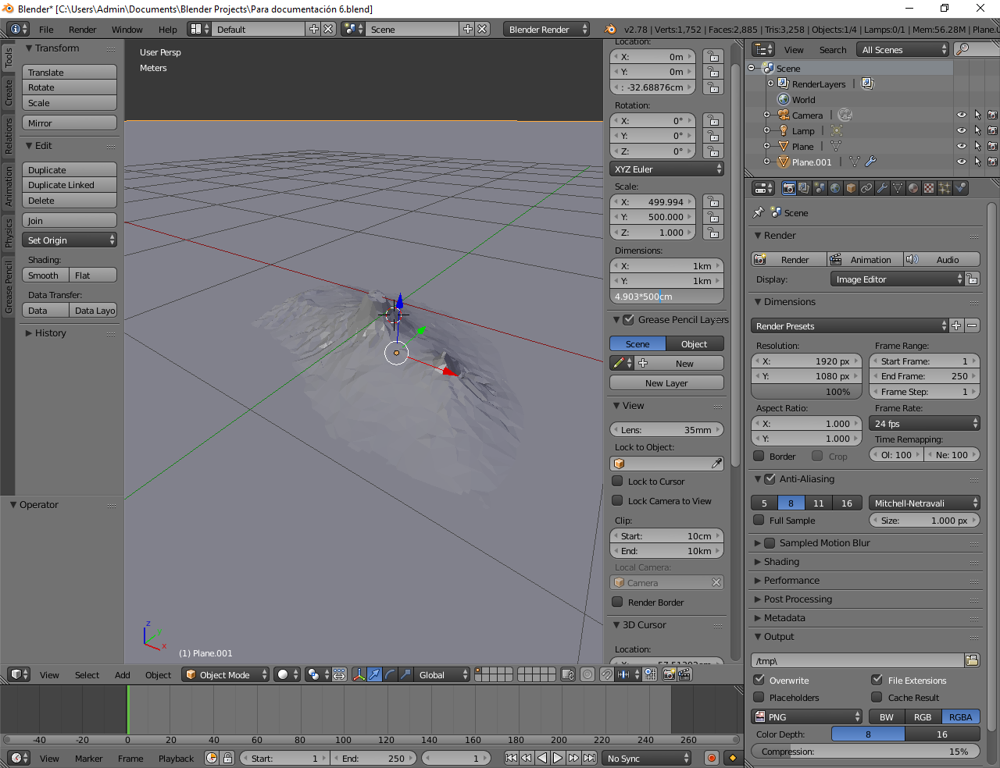 Blender* [C:\Users\Admin\Documents\Blender Projects\Para documentación 6.blend]
File Render Window Help Default Scene Blender Render v2.78 | Verts:1,752 | Faces:2,885 | Tris:3,258 | Objects:1/4 | Lamps:0/1 | Mem:56.28M | Plane.
Tools
Create
Relations
Animation
Physics
Grease Pencil
Transform
Translate
Rotate
Scale
Mirror
Edit
Duplicate
Duplicate Linked
Delete
Join
Set Origin
Shading:
Smooth Flat
Data Transfer:
Data Data Layo
History
Operator
User Persp
Meters
z
y
x
(1) Plane.001
Location:
X: 0m
Y: 0m
: -32.68876cm
Rotation:
X: 0°
Y: 0°
Z: 0°
XYZ Euler
Scale:
X: 499.994
Y: 500.000
Z: 1.000
Dimensions:
X: 1km
Y: 1km
4.903*500cm
Grease Pencil Layers
Scene Object
New
New Layer
View
Lens: 35mm
Lock to Object:
Lock to Cursor
Lock Camera to View
Clip:
Start: 10cm
End: 10km
Local Camera:
Camera
Render Border
3D Cursor
Location:
X: -57.51392cm
View Search All Scenes
Scene
RenderLayers
World
Camera
Lamp
Plane
Plane.001
Scene
Render
Render Animation Audio
Display: Image Editor
Dimensions
Render Presets
Resolution: Frame Range:
X: 1920 px Start Frame: 1
Y: 1080 px End Frame: 250
100% Frame Step: 1
Aspect Ratio: Frame Rate:
X: 1.000 24 fps
Y: 1.000 Time Remapping:
Border Crop Ol: 100 Ne: 100
Anti-Aliasing
5 8 11 16 Mitchell-Netravali
Full Sample Size: 1.000 px
Sampled Motion Blur
Shading
Performance
Post Processing
Metadata
Output
/tmp\
Overwrite File Extensions
Placeholders Cache Result
PNG BW RGB RGBA
Color Depth: 8 16
Compression: 15%
View Select Add Object Object Mode Global
-40 -20 0 20 40 60 80 100 120 140 160 180 200 220 240 260
View Marker Frame Playback Start: 1 End: 250 1 No Sync